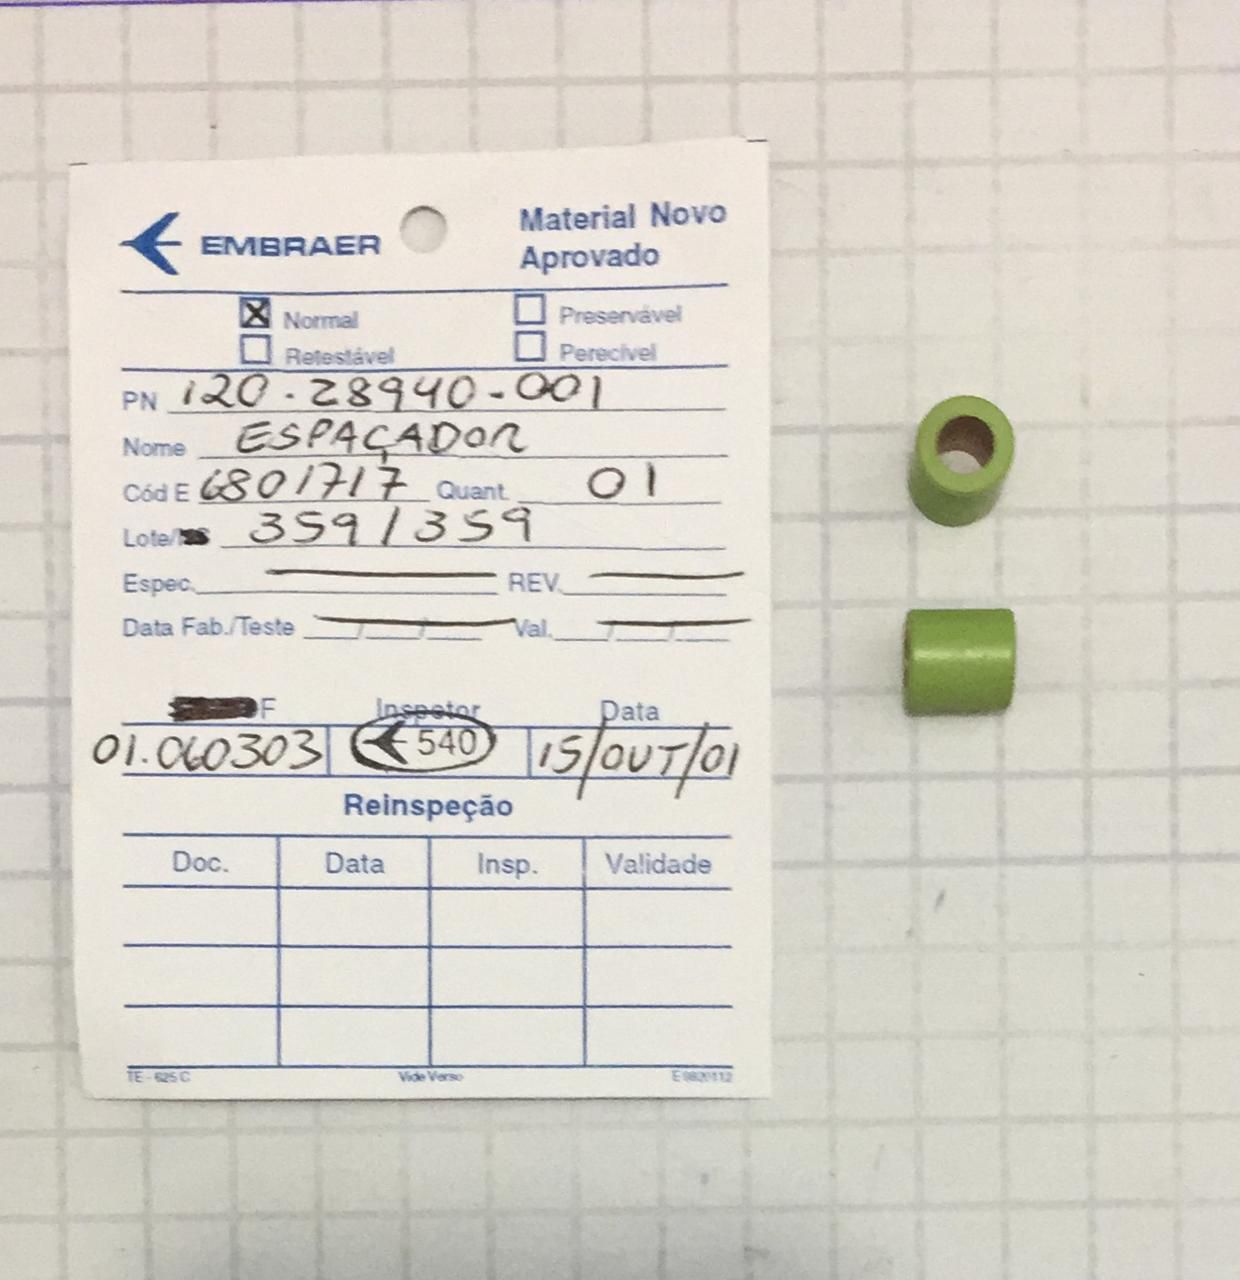 EMBRAER
Material Novo
Aprovado
X Normal
Preservável
Retestável
Perecível
PN 120-28940-001
Nome ESPAÇADOR
Cód E 6801717 Quant. 01
Lote/ 359/359
Espec. REV.
Data Fab./Teste / / Val. / /
F Inspetor Data
01.060303 540 15/OUT/01
Reinspeção
Doc. Data Insp. Validade
TE - 625 C Vide Verso